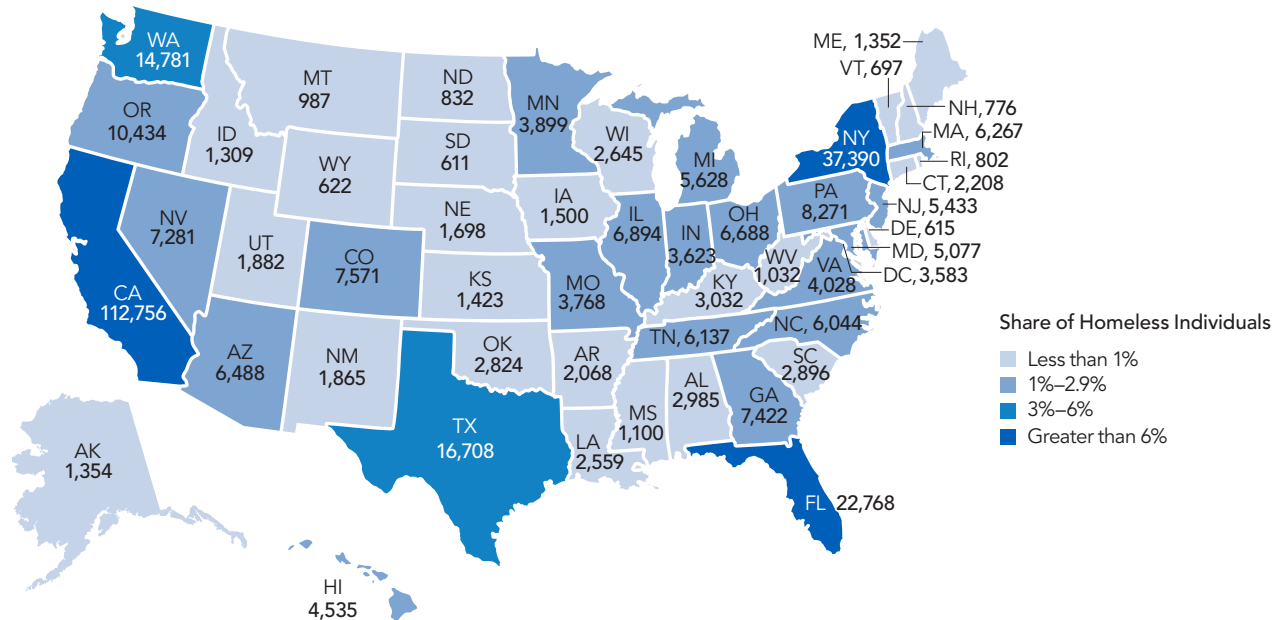 WA
14,781
OR
10,434
CA
112,756
NV
7,281
ID
1,309
MT
987
WY
622
UT
1,882
CO
7,571
AZ
6,488
NM
1,865
ND
832
SD
611
NE
1,698
KS
1,423
OK
2,824
TX
16,708
MN
3,899
IA
1,500
MO
3,768
AR
2,068
LA
2,559
WI
2,645
IL
6,894
MI
5,628
IN
3,623
OH
6,688
KY
3,032
TN, 6,137
MS
1,100
AL
2,985
GA
7,422
FL 22,768
SC
2,896
NC, 6,044
VA
4,028
WV
1,032
PA
8,271
NY
37,390
ME, 1,352
VT, 697
NH, 776
MA, 6,267
RI, 802
CT, 2,208
NJ, 5,433
DE, 615
MD, 5,077
DC, 3,583
AK
1,354
HI
4,535
Share of Homeless Individuals
Less than 1%
1%–2.9%
3%–6%
Greater than 6%